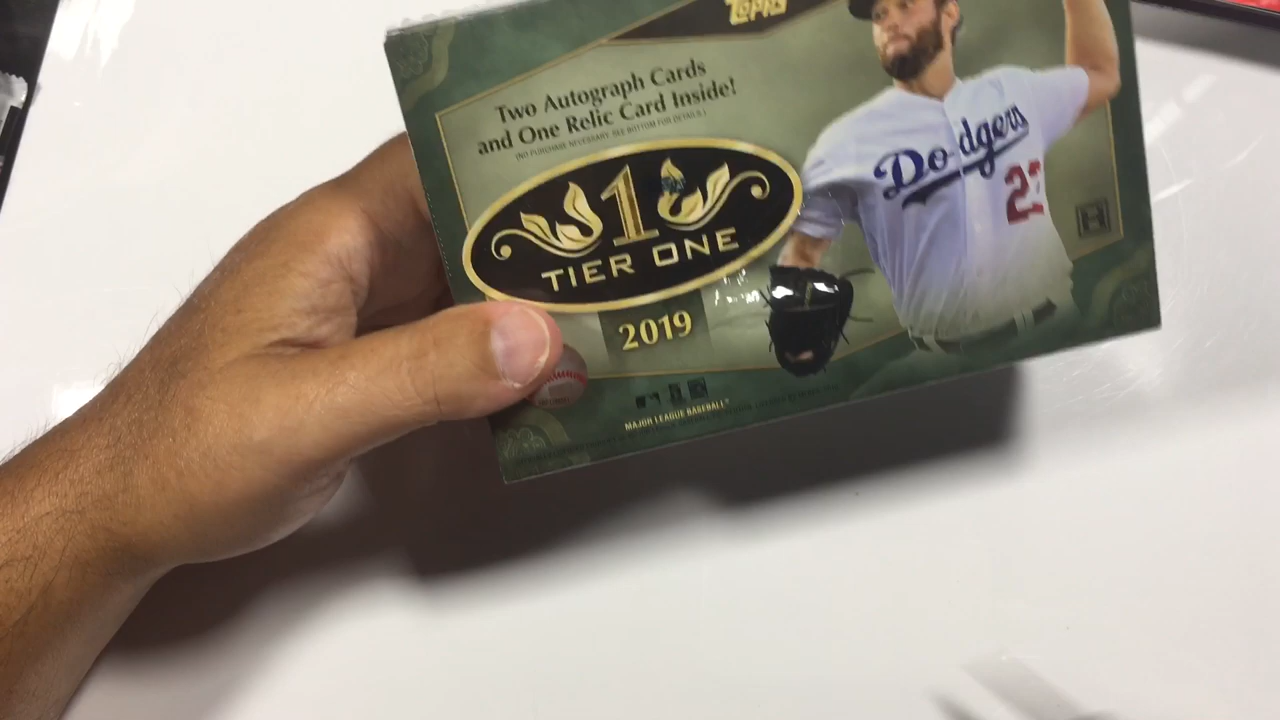 TOPPS
Two Autograph Cards
and One Relic Card Inside!
(NO PURCHASE NECESSARY. SEE BOTTOM FOR DETAILS.)
1
TIER ONE
Dodgers
H
2019
MAJOR LEAGUE BASEBALL